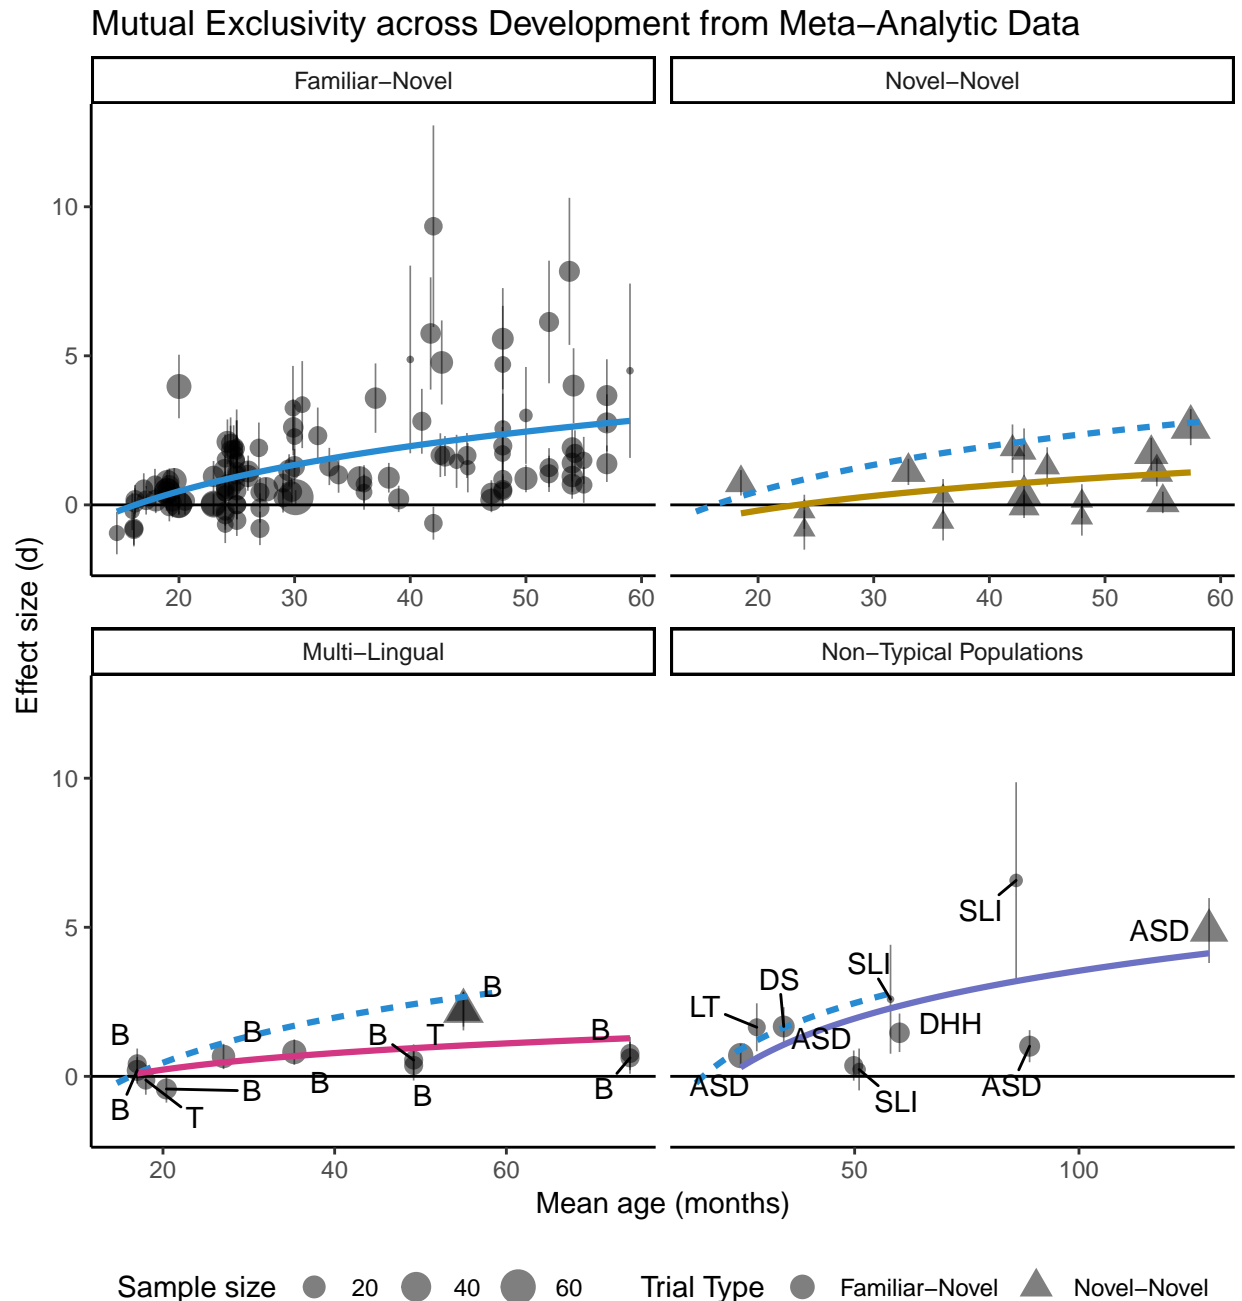 Mutual Exclusivity across Development from Meta−Analytic Data
Familiar−Novel
Novel−Novel
10
5
0
20 30 40 50 60
20 30 40 50 60
Effect size (d)
Multi−Lingual
Non−Typical Populations
10
5
0
B
B
T
B
B
B
B
B
T
B
B
B
LT
DS
SLI
SLI
ASD
ASD
DHH
ASD
SLI
ASD
20 60
50 100
Mean age (months)
Sample size 20 40 60 Trial Type Familiar−Novel Novel−Novel